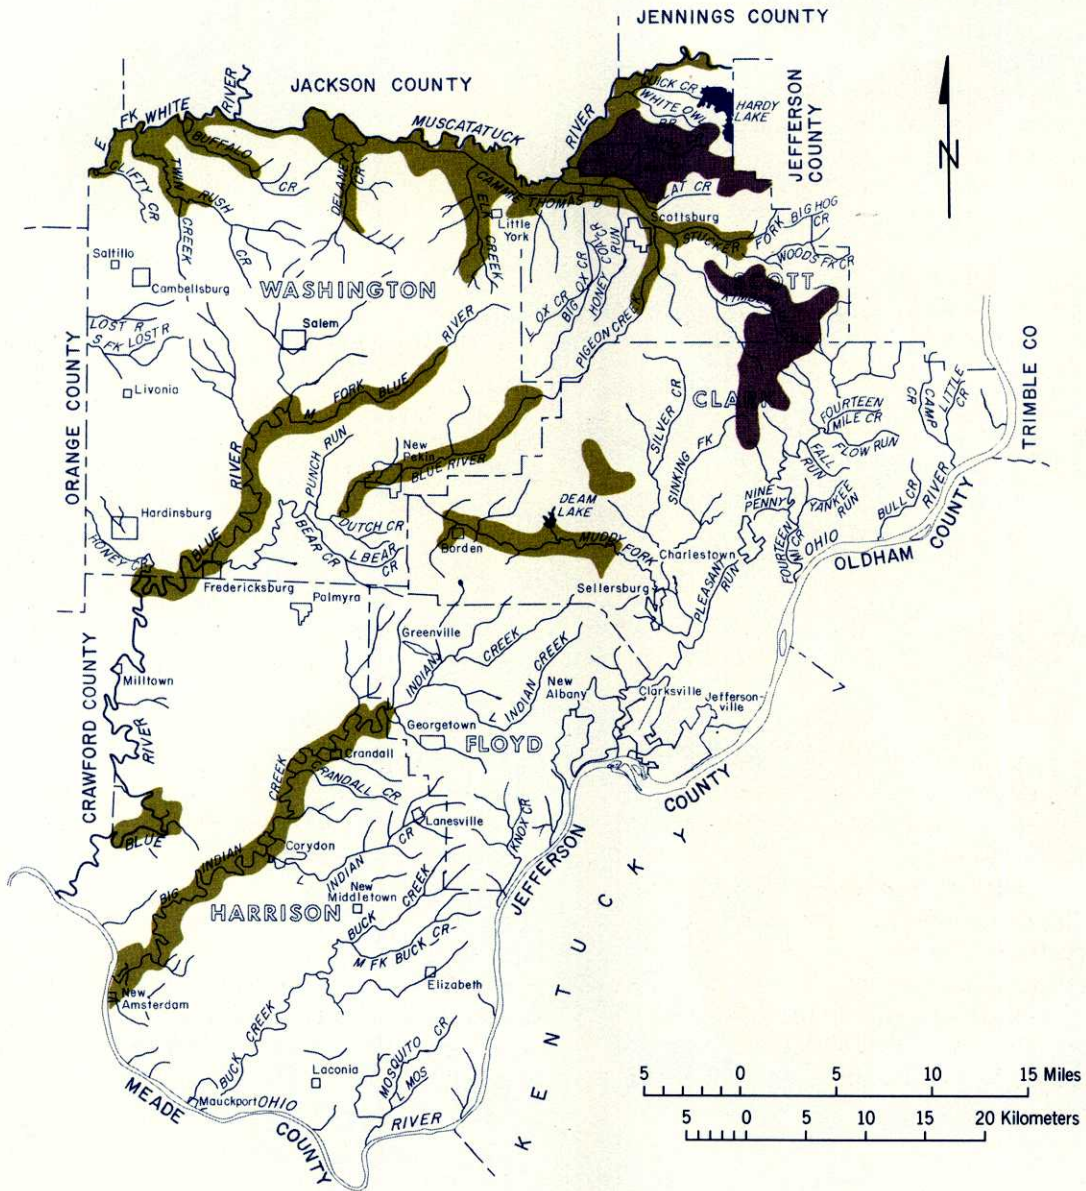 JENNINGS COUNTY
JACKSON COUNTY
E FK WHITE RIVER
MUSCATATUCK RIVER
QUICK CR
WHITE OWL
HARDY
LAKE
JEFFERSON
COUNTY
N
BUFFALO
CR
CLIFTY CR
TWIN
RUSH
CR
CREEK
DELANEY
CR
CAMPIE THOMAS D
ELK
CREEK
Little
York
Scottsburg
STUCKER FORK
BIG HOG
CR
WOODS FK CR
Saltillo
Cambellsburg
WASHINGTON
L OX CR
BIG OX CR
HONEY
RUN
PIGEON CREEK
LOST R
S FK LOST R
Salem
Livonia
ORANGE COUNTY
M FORK BLUE RIVER
SILVER CR
SINKING FK
FOURTEEN
MILE CR
FLOW RUN
FALL
RUN
CAMP
CR
LITTLE
CR
TRIMBLE CO
BLUE RIVER
PUNCH RUN
New
Pekin
BLUE RIVER
DEAM
LAKE
NINE
PENNY
YANKEE
RUN
BULL CR
Hardinsburg
HONEY CR
DUTCH CR
BEAR CR
L BEAR
CR
Borden
MUDDY FORK
Charlestown
FOURTEEN MI CR
OHIO RIVER
OLDHAM COUNTY
Fredericksburg
Palmyra
Sellersburg
PLEASANT
RUN
Greenville
INDIAN CREEK
L INDIAN CREEK
Milltown
CRAWFORD COUNTY
RIVER
New
Albany
Clarksville
Jefferson-
ville
Georgetown
FLOYD
Crandall
CRANDALL CR
CREEK
BLUE
Lanesville
KNOX CR
BIG INDIAN
Corydon
INDIAN CR
New
Middletown
HARRISON
BUCK CREEK
M FK BUCK CR
JEFFERSON COUNTY
KENTUCKY
Elizabeth
New
Amsterdam
BUCK CREEK
Laconia
MOSQUITO CR
L MOS
Mauckport
OHIO
RIVER
MEADE
COUNTY
5 0 5 10 15 Miles
5 0 5 10 15 20 Kilometers